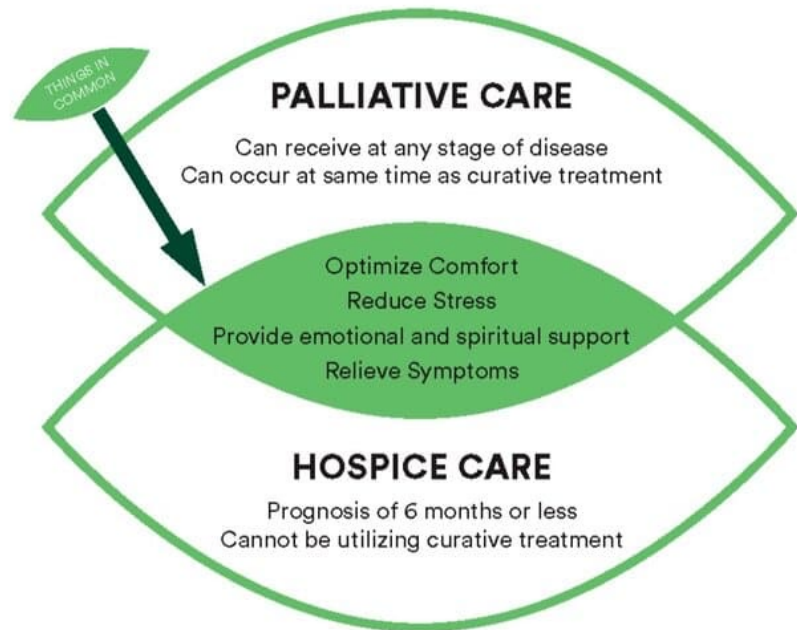 THINGS IN
COMMON
PALLIATIVE CARE
Can receive at any stage of disease
Can occur at same time as curative treatment
Optimize Comfort
Reduce Stress
Provide emotional and spiritual support
Relieve Symptoms
HOSPICE CARE
Prognosis of 6 months or less
Cannot be utilizing curative treatment